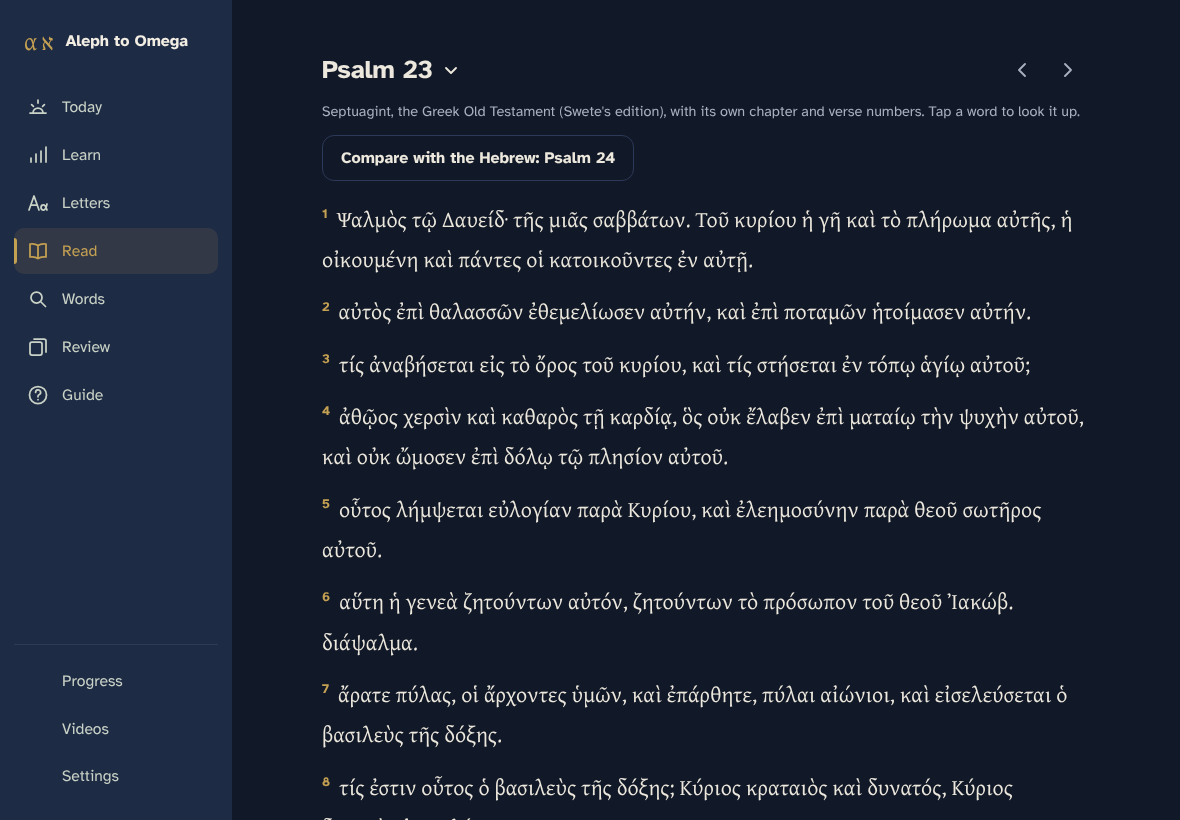 α א Aleph to Omega
Today
Learn
Letters
Read
Words
Review
Guide
Progress
Videos
Settings
Psalm 23
Septuagint, the Greek Old Testament (Swete's edition), with its own chapter and verse numbers. Tap a word to look it up.
Compare with the Hebrew: Psalm 24
1 Ψαλμὸς τῷ Δαυείδ· τῆς μιᾶς σαββάτων. Τοῦ κυρίου ἡ γῆ καὶ τὸ πλήρωμα αὐτῆς, ἡ
οἰκουμένη καὶ πάντες οἱ κατοικοῦντες ἐν αὐτῇ.
2 αὐτὸς ἐπὶ θαλασσῶν ἐθεμελίωσεν αὐτήν, καὶ ἐπὶ ποταμῶν ἡτοίμασεν αὐτήν.
3 τίς ἀναβήσεται εἰς τὸ ὄρος τοῦ κυρίου, καὶ τίς στήσεται ἐν τόπῳ ἁγίῳ αὐτοῦ;
4 ἀθῷος χερσὶν καὶ καθαρὸς τῇ καρδίᾳ, ὃς οὐκ ἔλαβεν ἐπὶ ματαίῳ τὴν ψυχὴν αὐτοῦ,
καὶ οὐκ ὤμοσεν ἐπὶ δόλῳ τῷ πλησίον αὐτοῦ.
5 οὗτος λήμψεται εὐλογίαν παρὰ Κυρίου, καὶ ἐλεημοσύνην παρὰ θεοῦ σωτῆρος
αὐτοῦ.
6 αὕτη ἡ γενεὰ ζητούντων αὐτόν, ζητούντων τὸ πρόσωπον τοῦ θεοῦ Ἰακώβ.
διάψαλμα.
7 ἄρατε πύλας, οἱ ἄρχοντες ὑμῶν, καὶ ἐπάρθητε, πύλαι αἰώνιοι, καὶ εἰσελεύσεται ὁ
βασιλεὺς τῆς δόξης.
8 τίς ἐστιν οὗτος ὁ βασιλεὺς τῆς δόξης; Κύριος κραταιὸς καὶ δυνατός, Κύριος